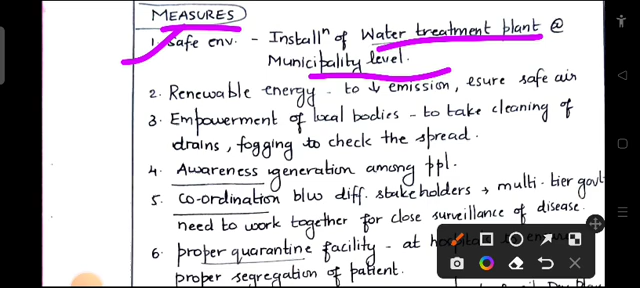 MEASURES
1. Safe env. - Installⁿ of Water treatment plant @
Municipality level.
2. Renewable energy - to ↓ emission, esure safe air
3. Empowerment of local bodies - to take cleaning of
drains, fogging to check the spread.
4. Awareness generation among ppl.
5. co-ordination b/w diff. stakeholders → multi-tier govt
need to work together for close surveillance of disease.
6. proper quarantine facility - at
proper segregation of patient.